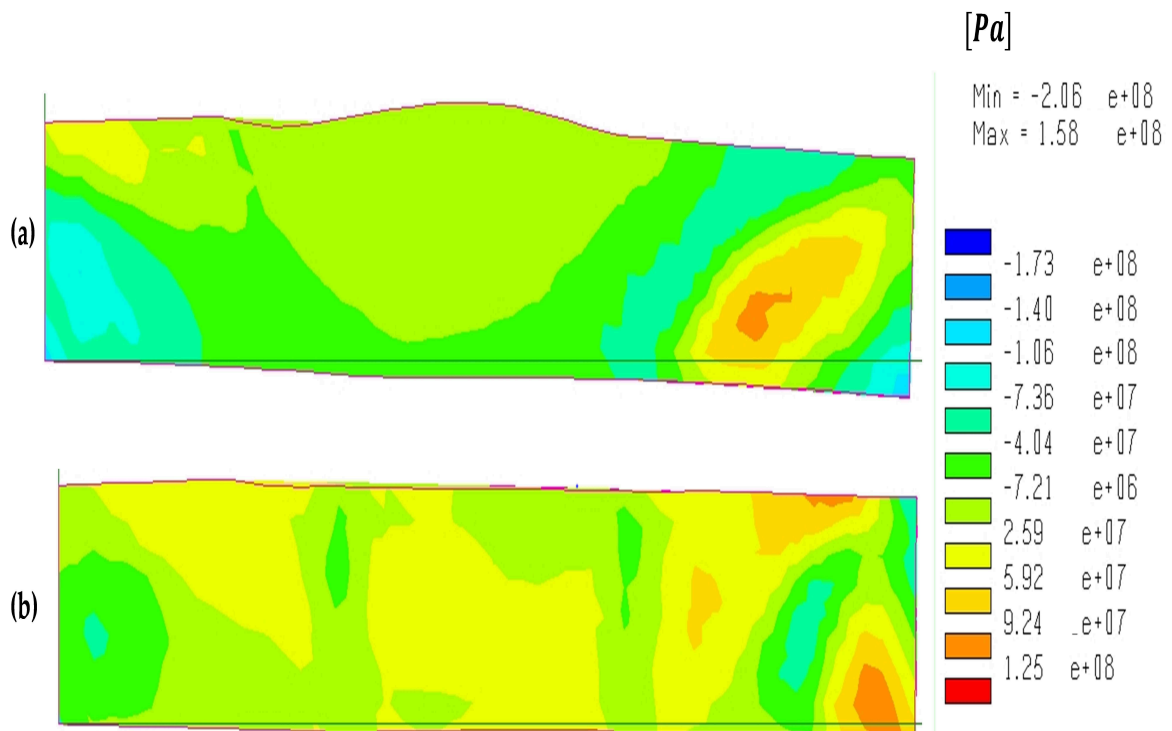 [Pa]
Min = -2.06 e+08
Max = 1.58 e+08
(a)
-1.73 e+08
-1.40 e+08
-1.06 e+08
-7.36 e+07
-4.04 e+07
-7.21 e+06
2.59 e+07
5.92 e+07
(b)
9.24 e+07
1.25 e+08